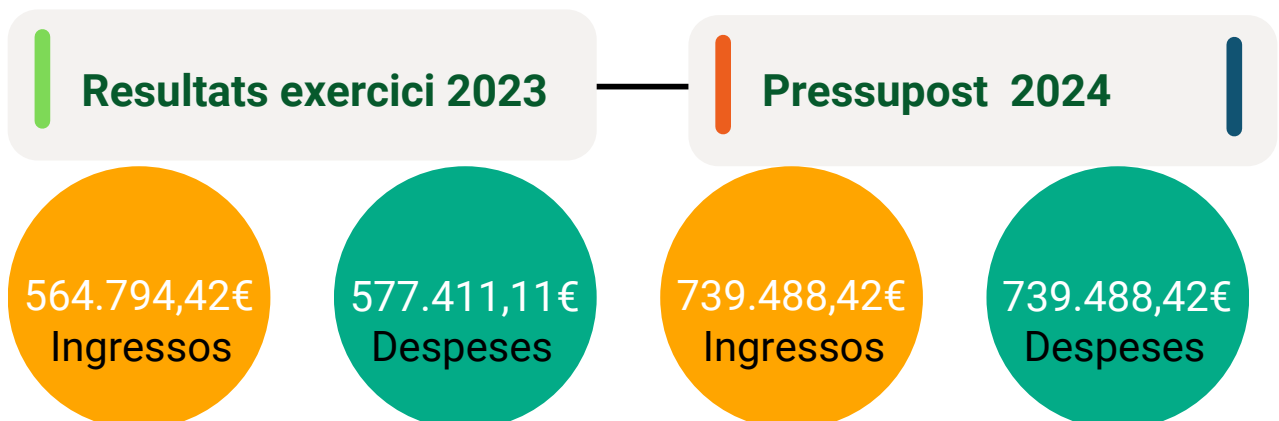 Resultats exercici 2023
Pressupost 2024
564.794,42€
Ingressos
577.411,11€
Despeses
739.488,42€
Ingressos
739.488,42€
Despeses